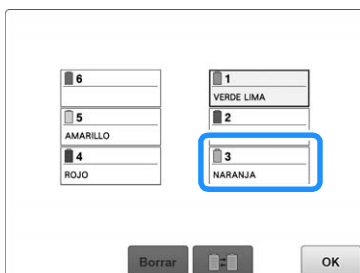 6
1
VERDE LIMA
5
AMARILLO
2
4
ROJO
3
NARANJA
Borrar
OK